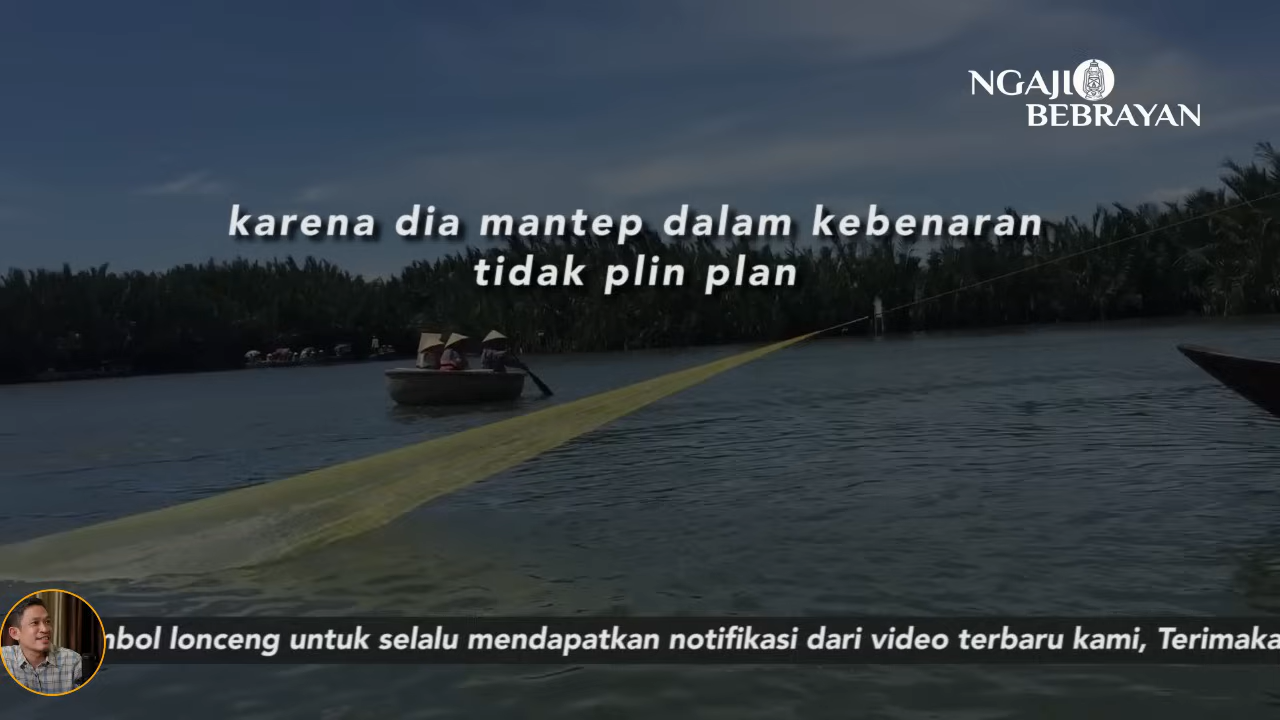 NGAJI
BEBRAYAN
karena dia mantep dalam kebenaran
tidak plin plan
lonceng untuk selalu mendapatkan notifikasi dari video terbaru kami,